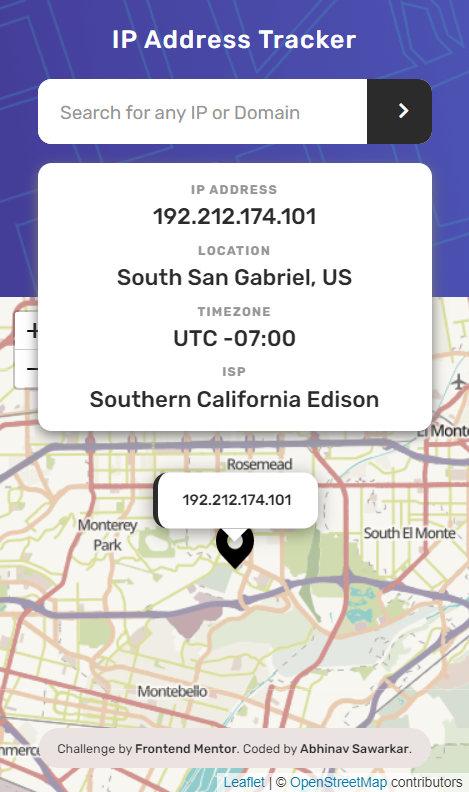 IP Address Tracker
Search for any IP or Domain
IP ADDRESS
192.212.174.101
LOCATION
South San Gabriel, US
TIMEZONE
UTC -07:00
ISP
Southern California Edison
+
−
El Monte
Rosemead
192.212.174.101
Monterey
Park
South El Monte
Montebello
Challenge by Frontend Mentor. Coded by Abhinav Sawarkar.
Leaflet | © OpenStreetMap contributors